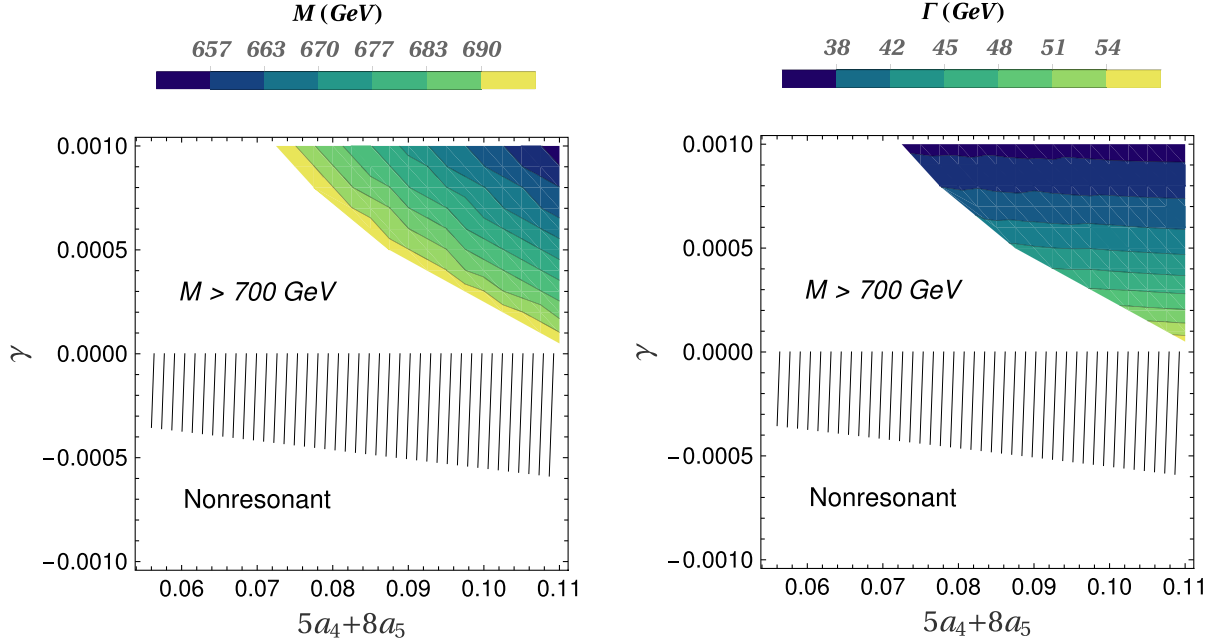 M (GeV)
657 663 670 677 683 690
0.0010
0.0005
0.0000
−0.0005
−0.0010
γ
M > 700 GeV
Nonresonant
0.06 0.07 0.08 0.09 0.10 0.11
5a₄+8a₅
Γ (GeV)
38 42 45 48 51 54
0.0010
0.0005
0.0000
−0.0005
−0.0010
γ
M > 700 GeV
Nonresonant
0.06 0.07 0.08 0.09 0.10 0.11
5a₄+8a₅